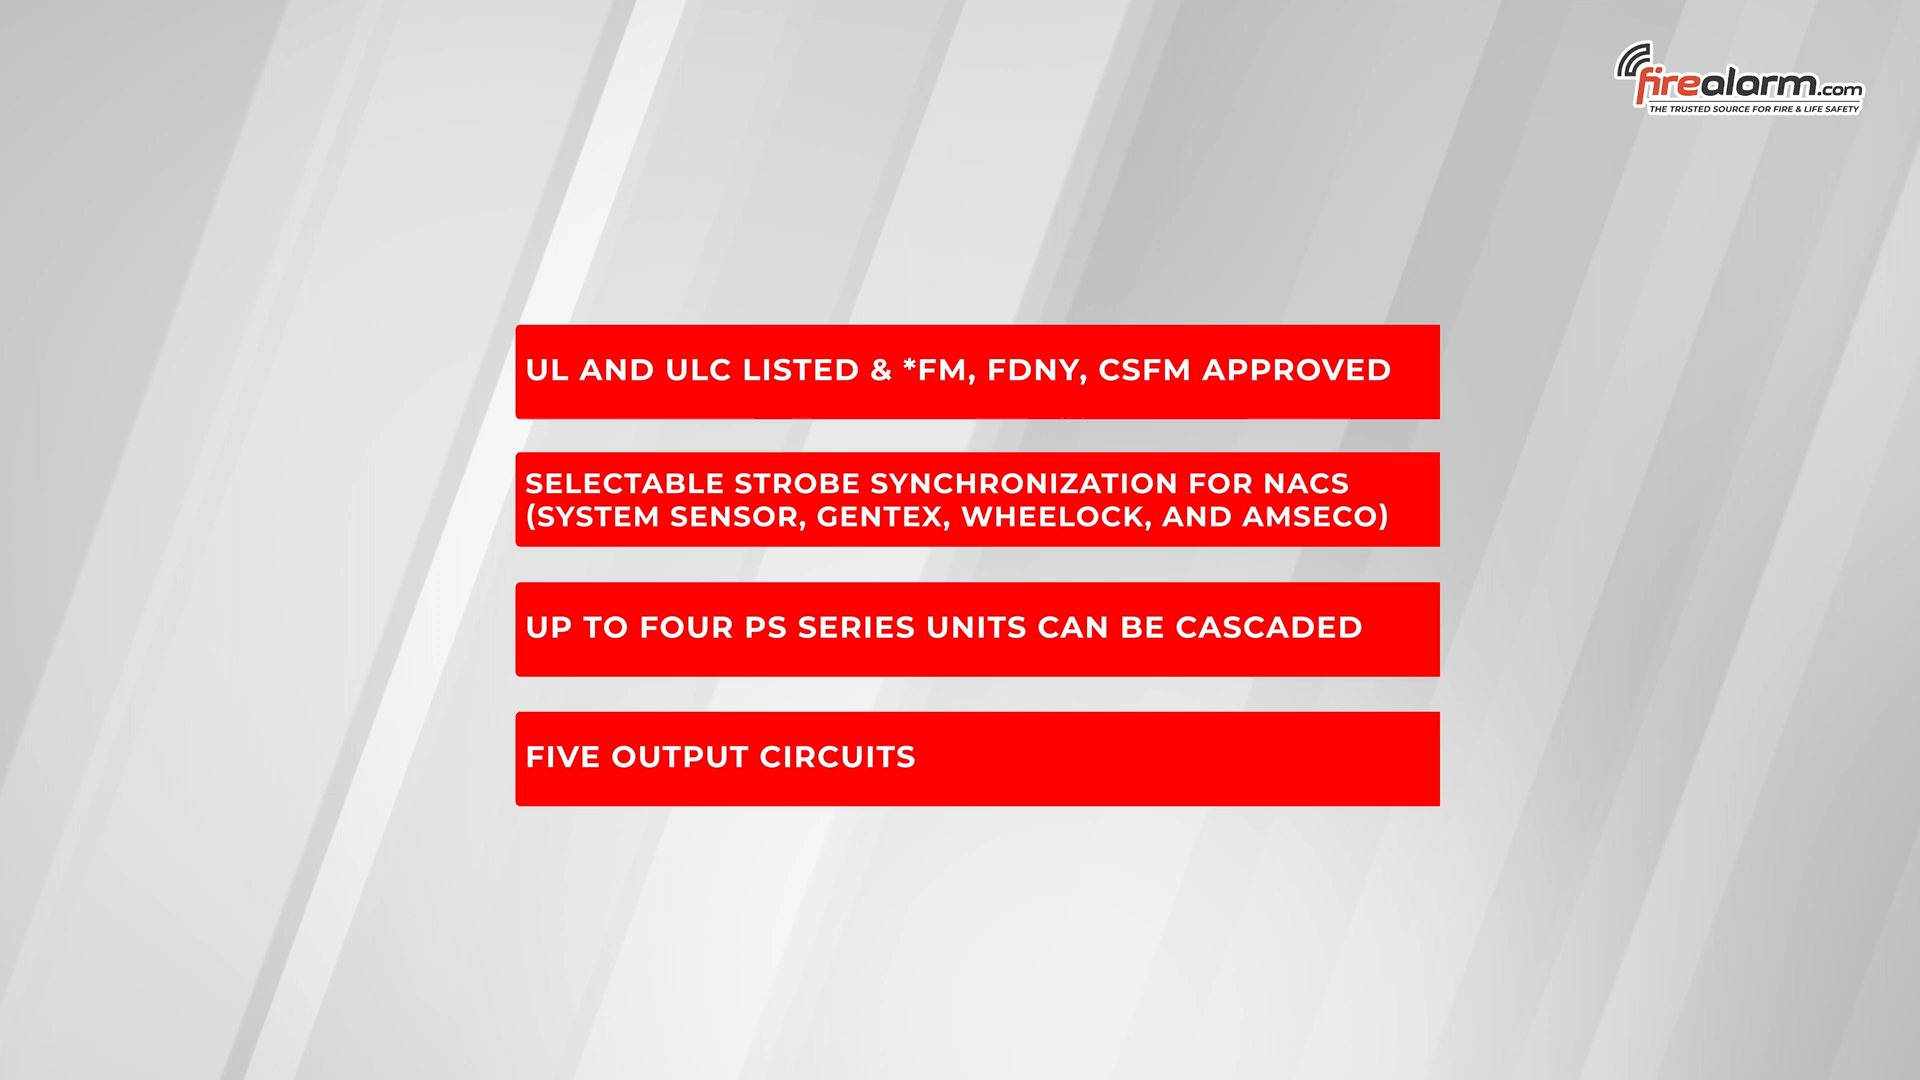 firealarm.com
THE TRUSTED SOURCE FOR FIRE & LIFE SAFETY
UL AND ULC LISTED & *FM, FDNY, CSFM APPROVED
SELECTABLE STROBE SYNCHRONIZATION FOR NACS
(SYSTEM SENSOR, GENTEX, WHEELOCK, AND AMSECO)
UP TO FOUR PS SERIES UNITS CAN BE CASCADED
FIVE OUTPUT CIRCUITS